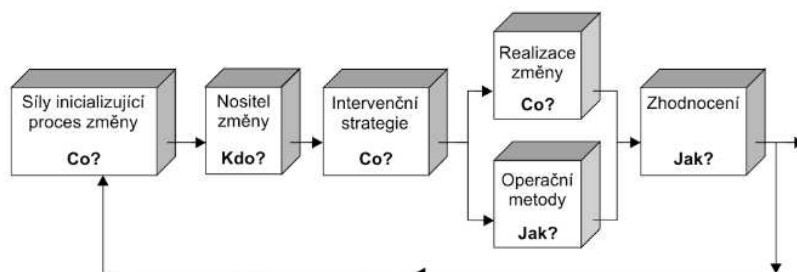 Síly inicializující
proces změny
Co?
Nositel
změny
Kdo?
Intervenční
strategie
Co?
Realizace
změny
Co?
Operační
metody
Jak?
Zhodnocení
Jak?